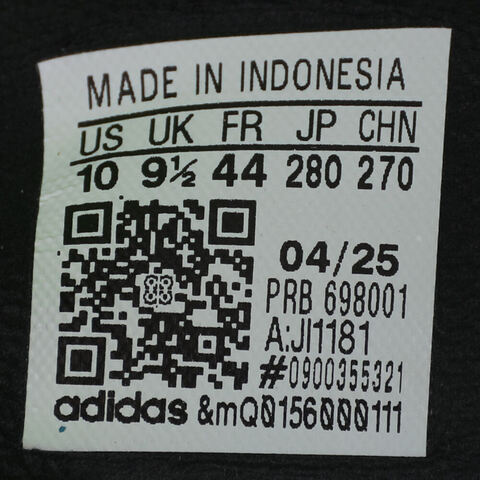 MADE IN INDONESIA
US UK FR JP CHN
10 9½ 44 280 270
04/25
PRB 698001
A:JI1181
#0900355321
adidas &mQ0156000111